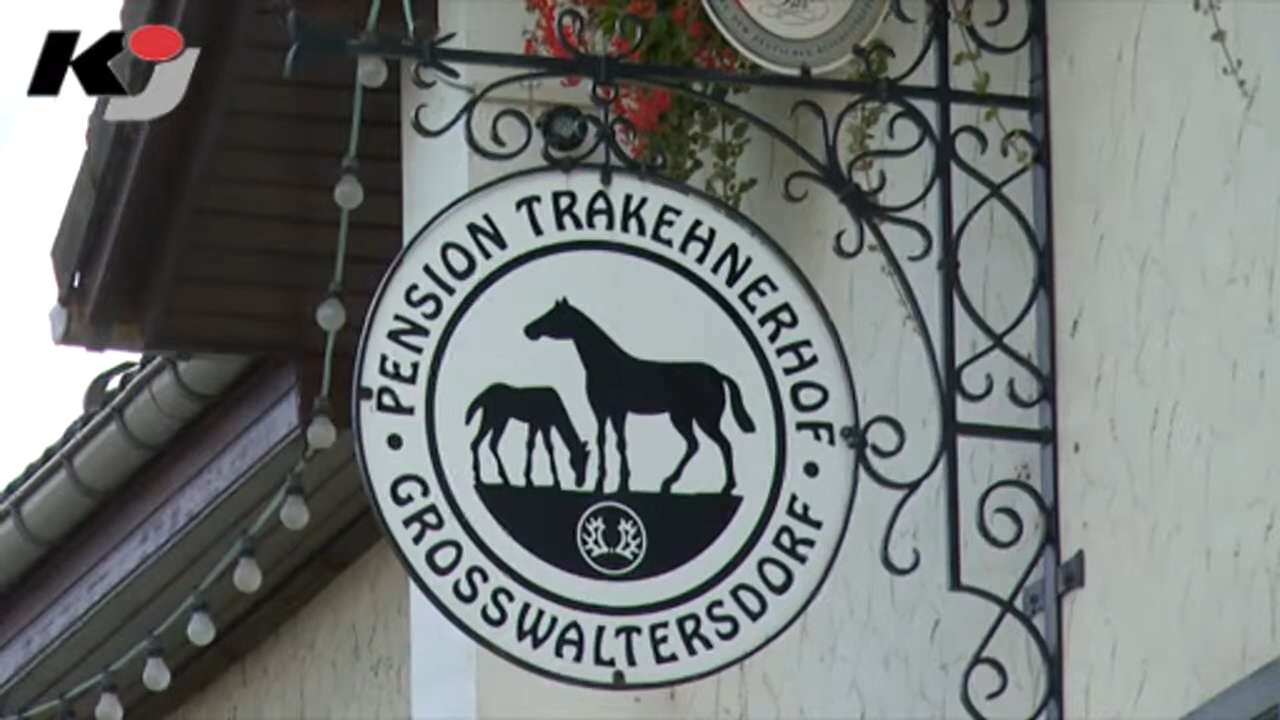 KJ
PENSION TRAKEHNERHOF
• GROSSWALTERSDORF •